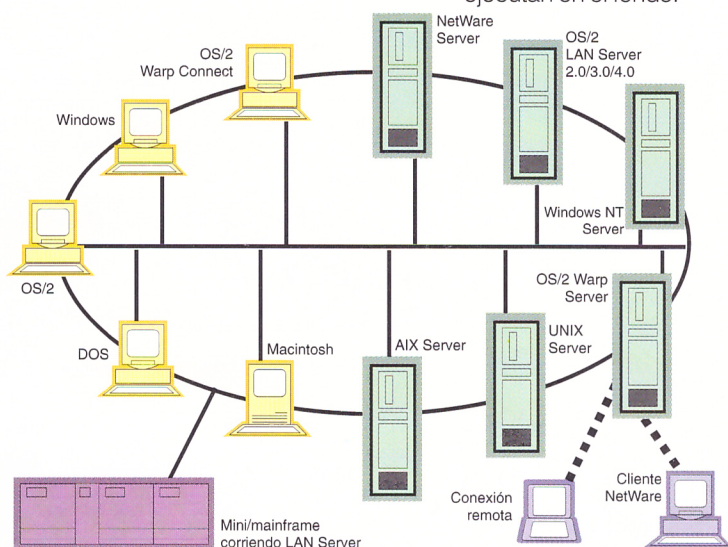 NetWare
Server
OS/2
LAN Server
2.0/3.0/4.0
OS/2
Warp Connect
Windows
Windows NT
Server
OS/2
OS/2 Warp
Server
DOS
Macintosh
AIX Server
UNIX
Server
Mini/mainframe
corriendo LAN Server
Conexión
remota
Cliente
NetWare